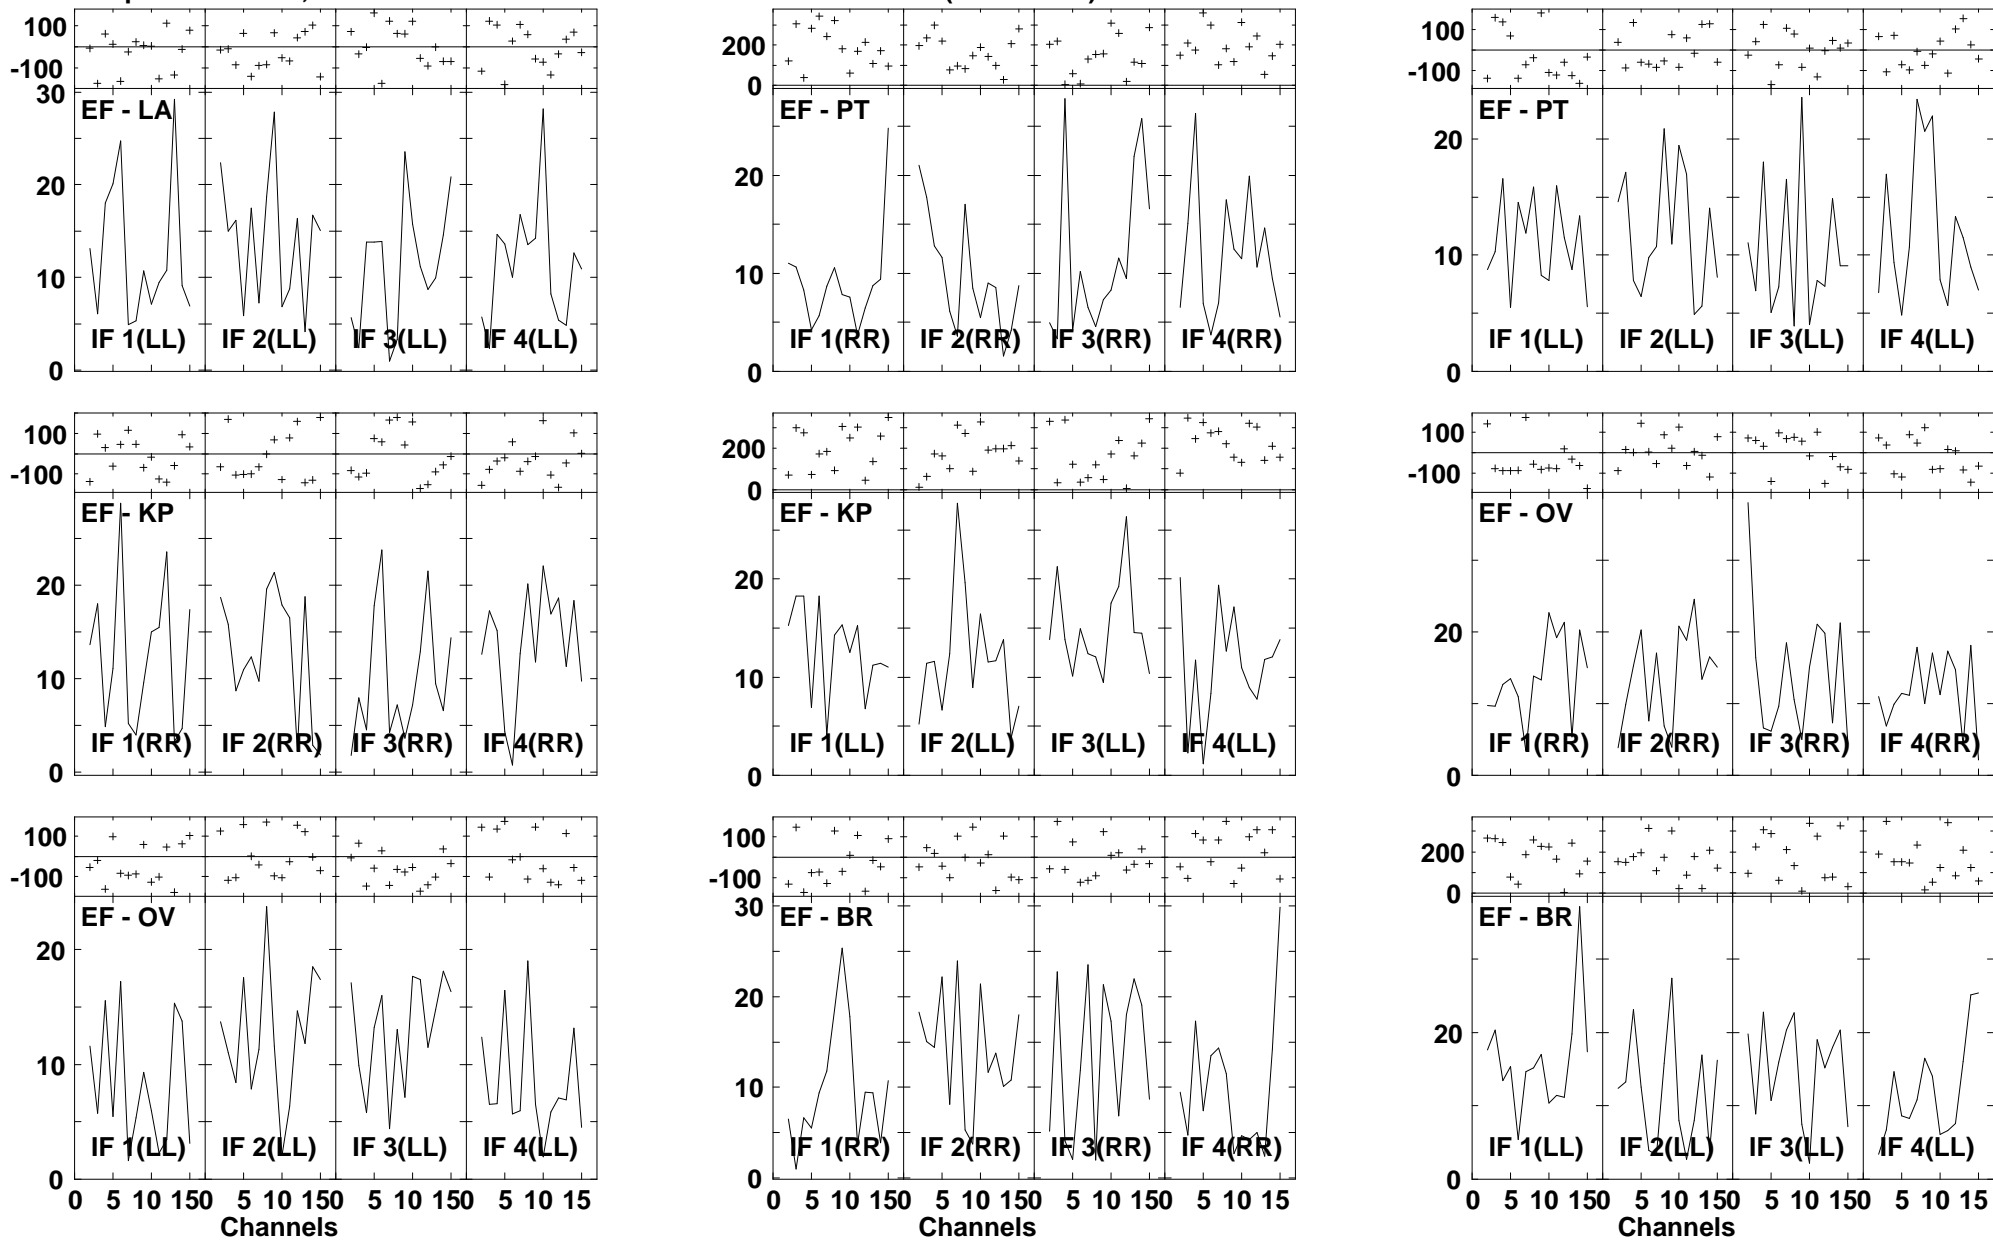 100 -100 30 20 10 0 EF - LA IF 1(LL) IF 2(LL) IF 3(LL) IF 4(LL)
200 0 20 10 0 EF - PT IF 1(RR) IF 2(RR) IF 3(RR) IF 4(RR)
100 -100 20 10 0 EF - PT IF 1(LL) IF 2(LL) IF 3(LL) IF 4(LL)
100 -100 20 10 0 EF - KP IF 1(RR) IF 2(RR) IF 3(RR) IF 4(RR)
200 0 20 10 0 EF - KP IF 1(LL) IF 2(LL) IF 3(LL) IF 4(LL)
100 -100 20 0 EF - OV IF 1(RR) IF 2(RR) IF 3(RR) IF 4(RR)
100 -100 20 10 0 EF - OV IF 1(LL) IF 2(LL) IF 3(LL) IF 4(LL)
100 -100 30 20 10 0 EF - BR IF 1(RR) IF 2(RR) IF 3(RR) IF 4(RR)
200 0 20 0 EF - BR IF 1(LL) IF 2(LL) IF 3(LL) IF 4(LL)
0 5 10 150 5 10 150 5 10 150 5 10 15
Channels
0 5 10 150 5 10 150 5 10 150 5 10 15
Channels
0 5 10 150 5 10 150 5 10 150 5 10 15
Channels